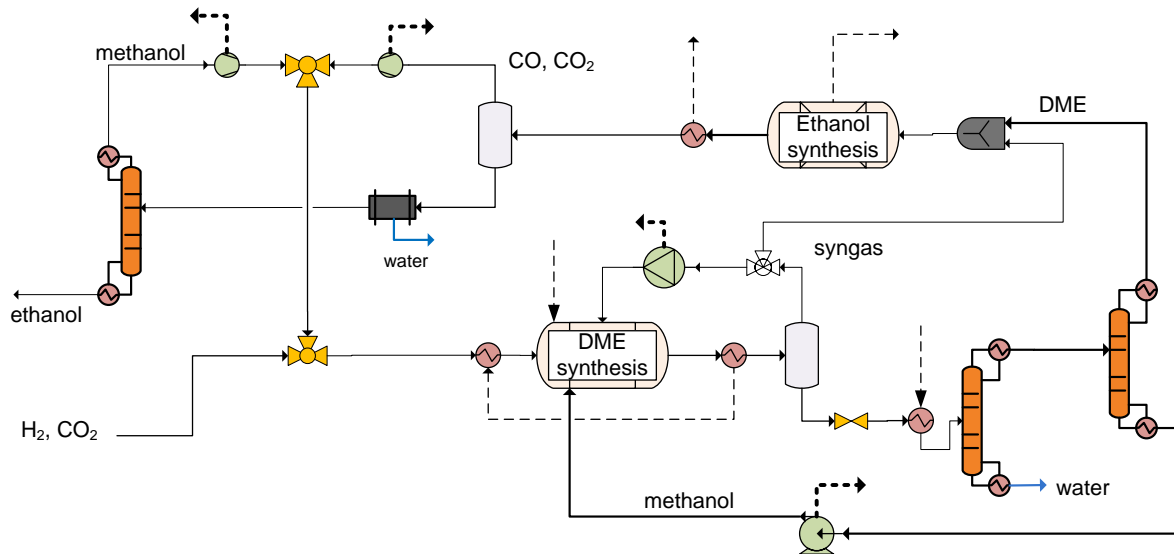 methanol
CO, CO₂
DME
Ethanol
synthesis
water
syngas
ethanol
DME
synthesis
H₂, CO₂
methanol
water